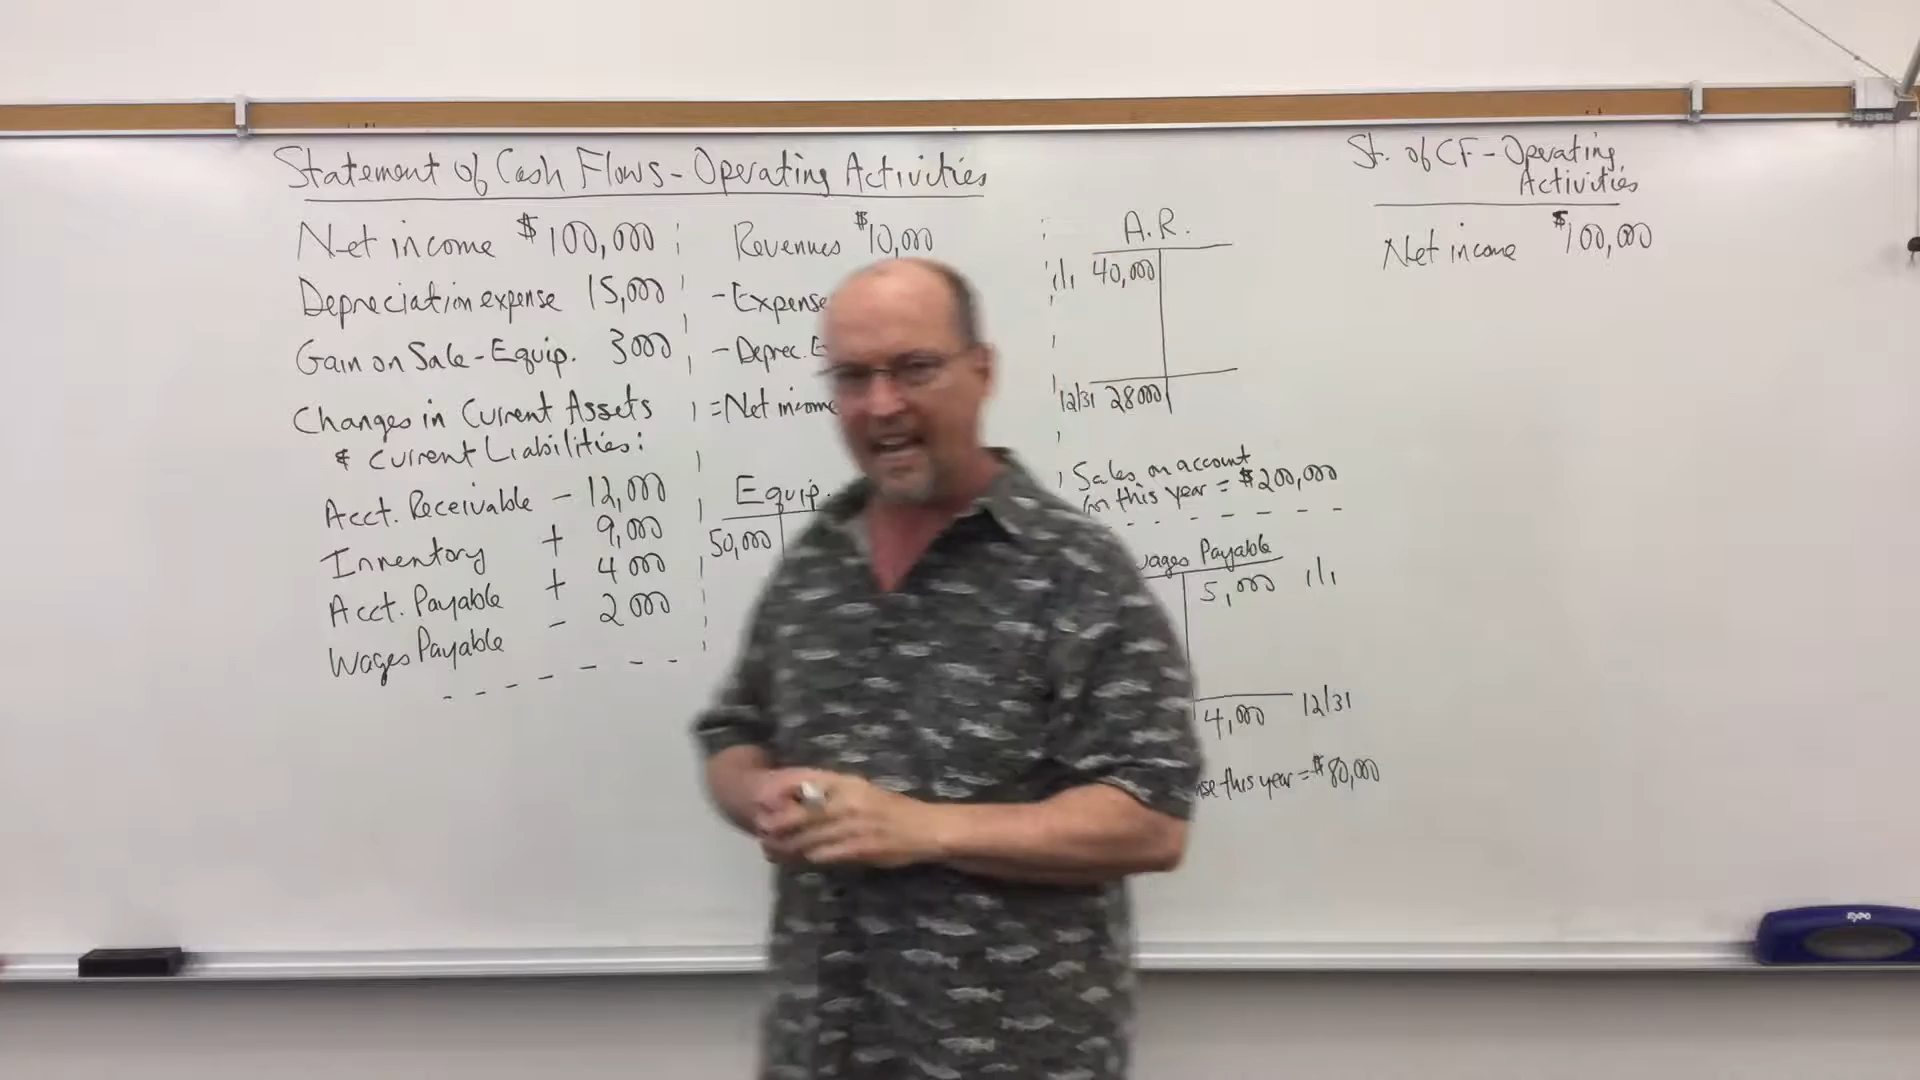 Statement of Cash Flows - Operating Activities
Net income $100,000
Depreciation expense 15,000
Gain on Sale - Equip. 3000
Changes in Current Assets
& Current Liabilities:
Acct. Receivable - 12,000
Inventory + 9,000
Acct. Payable + 4000
Wages Payable - 2000
Revenues $10,000
- Expense
- Deprec. E
= Net income
Equip.
50,000
A.R.
1/1 40,000
12/31 28000
Sales on account
for this year = $200,000
Wages Payable
5,000 1/1
4,000 12/31
this year = $80,000
St. of CF - Operating
Activities
Net income $100,000
EXPO